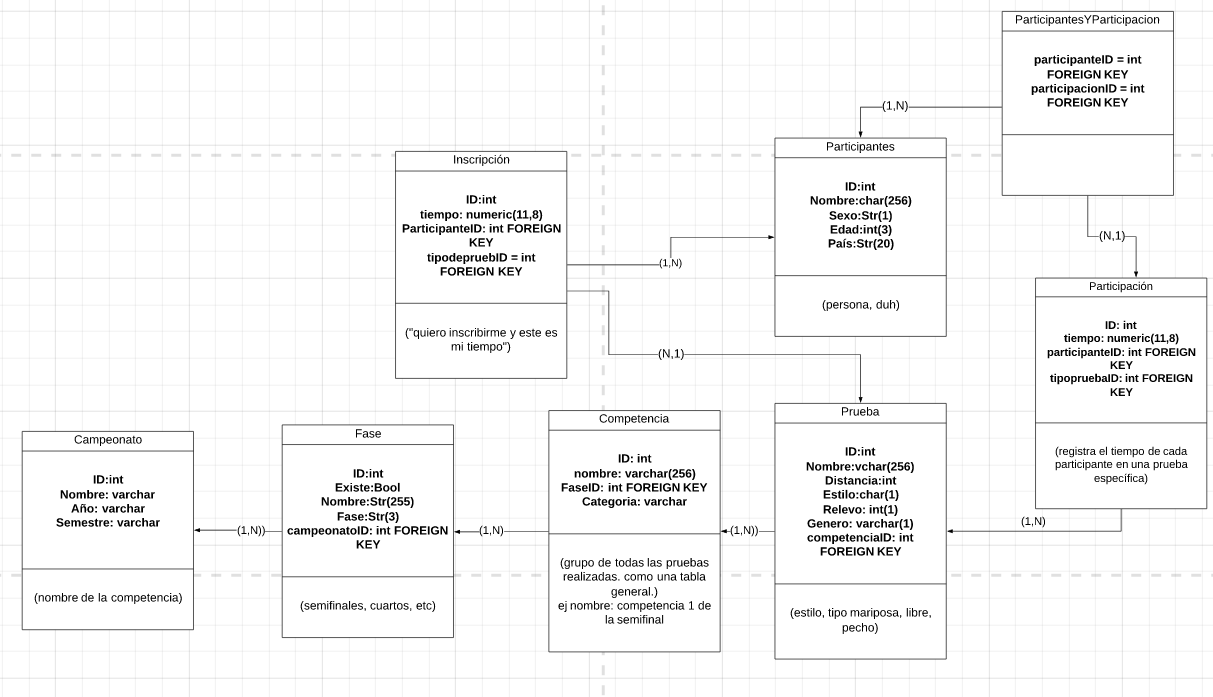 ParticipantesYParticipacion
participanteID = int
FOREIGN KEY
participacionID = int
FOREIGN KEY
(1,N)
Participantes
ID:int
Nombre:char(256)
Sexo:Str(1)
Edad:int(3)
País:Str(20)
(persona, duh)
Inscripción
ID:int
tiempo: numeric(11,8)
ParticipanteID: int FOREIGN
KEY
tipodepruebID = int
FOREIGN KEY
("quiero inscribirme y este es
mi tiempo")
(1,N)
(N,1)
(N,1)
Participación
ID: int
tiempo: numeric(11,8)
participanteID: int FOREIGN
KEY
tipopruebaID: int FOREIGN
KEY
(registra el tiempo de cada
participante en una prueba
específica)
(1,N)
Campeonato
ID:int
Nombre: varchar
Año: varchar
Semestre: varchar
(nombre de la competencia)
(1,N))
Fase
ID:int
Existe:Bool
Nombre:Str(255)
Fase:Str(3)
campeonatoID: int FOREIGN
KEY
(semifinales, cuartos, etc)
(1,N)
Competencia
ID: int
nombre: varchar(256)
FaseID: int FOREIGN KEY
Categoria: varchar
(grupo de todas las pruebas
realizadas. como una tabla
general.)
ej nombre: competencia 1 de
la semifinal
(1,N))
Prueba
ID:int
Nombre:vchar(256)
Distancia:int
Estilo:char(1)
Relevo: int(1)
Genero: varchar(1)
competenciaID: int
FOREIGN KEY
(estilo, tipo mariposa, libre,
pecho)